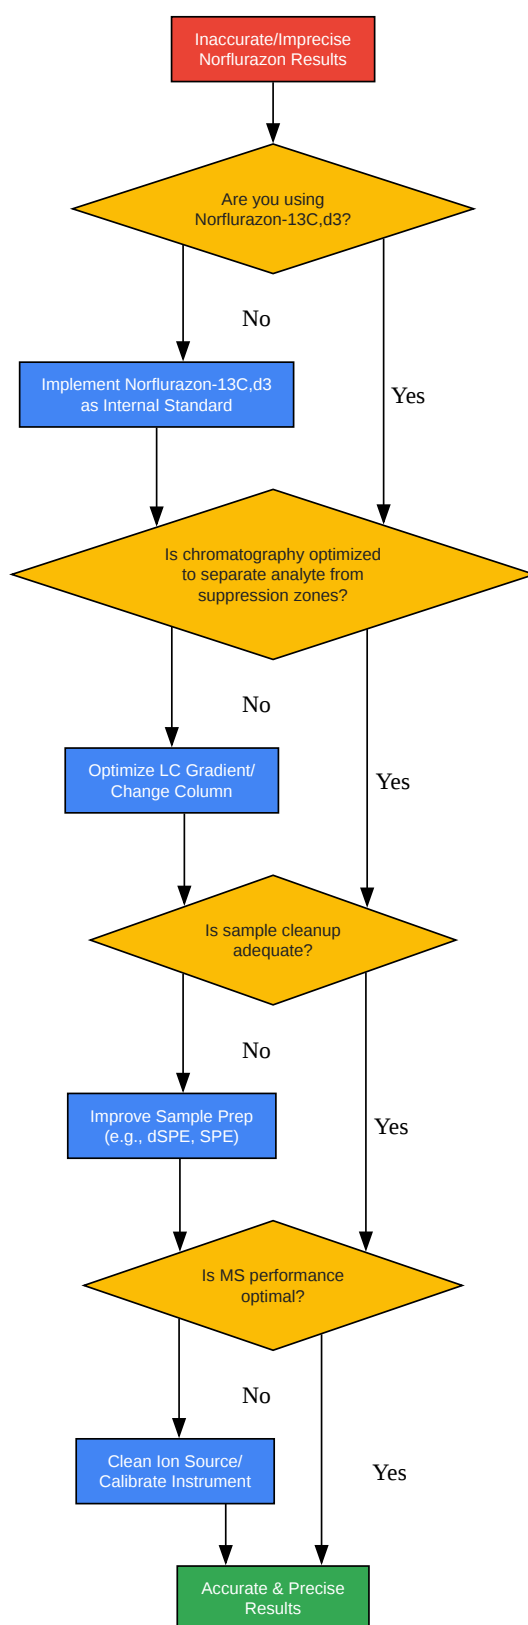 Inaccurate/Imprecise
Norflurazon Results
Are you using
Norflurazon-13C,d3?
No
Implement Norflurazon-13C,d3
as Internal Standard
Yes
Is chromatography optimized
to separate analyte from
suppression zones?
No
Optimize LC Gradient/
Change Column
Yes
Is sample cleanup
adequate?
No
Improve Sample Prep
(e.g., dSPE, SPE)
Yes
Is MS performance
optimal?
No
Clean Ion Source/
Calibrate Instrument
Yes
Accurate & Precise
Results